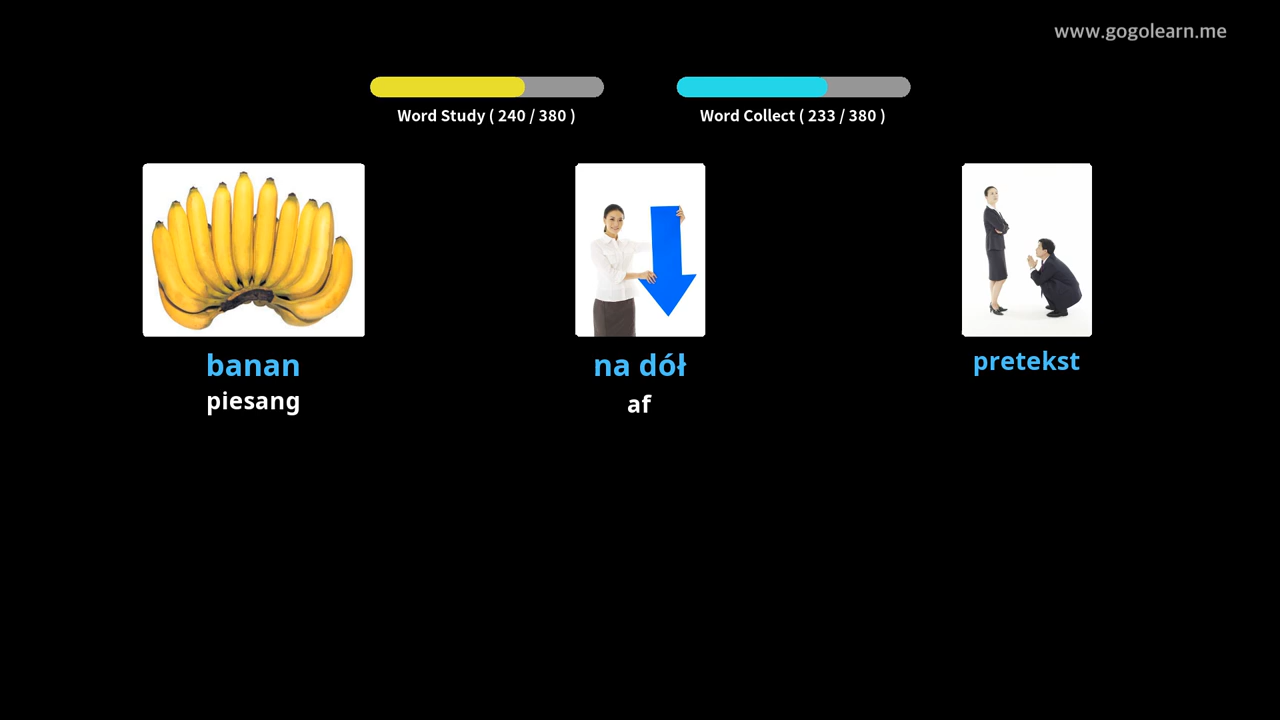 www.gogolearn.me
Word Study ( 240 / 380 )
Word Collect ( 233 / 380 )
banan
piesang
na dół
af
pretekst